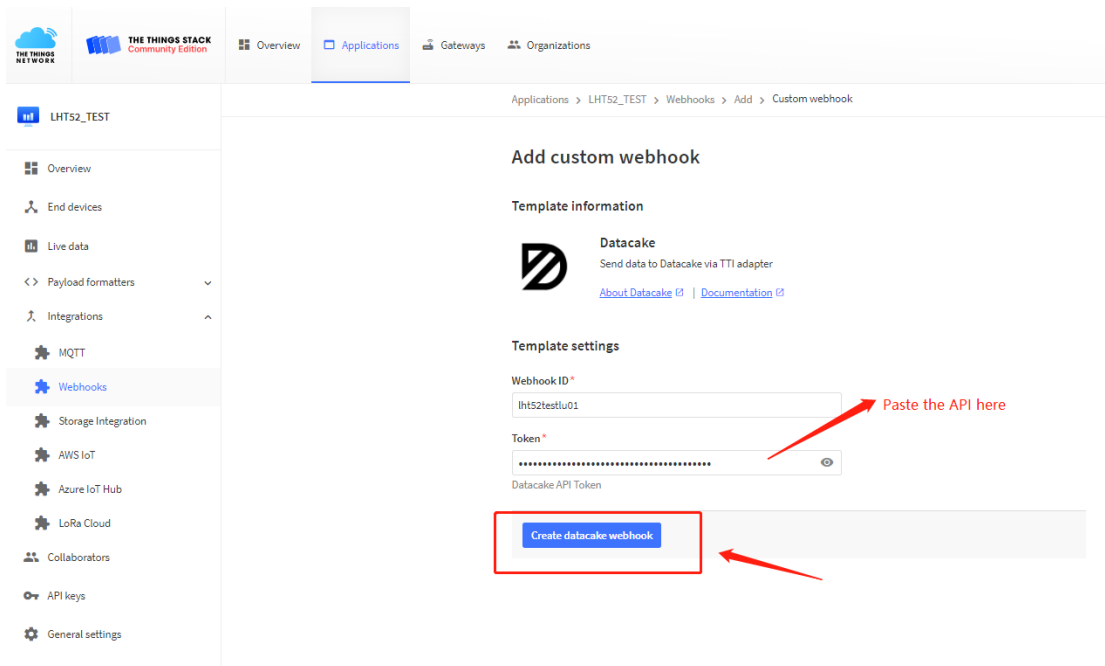 THE THINGS
NETWORK
THE THINGS STACK
Community Edition
Overview
Applications
Gateways
Organizations
LHT52_TEST
Overview
End devices
Live data
Payload formatters
Integrations
MQTT
Webhooks
Storage Integration
AWS IoT
Azure IoT Hub
LoRa Cloud
Collaborators
API keys
General settings
Applications > LHT52_TEST > Webhooks > Add > Custom webhook
Add custom webhook
Template information
Datacake
Send data to Datacake via TTI adapter
About Datacake | Documentation
Template settings
Webhook ID*
lht52testlu01
Paste the API here
Token*
••••••••••••••••••••••••••••••••••••••••
Datacake API Token
Create datacake webhook